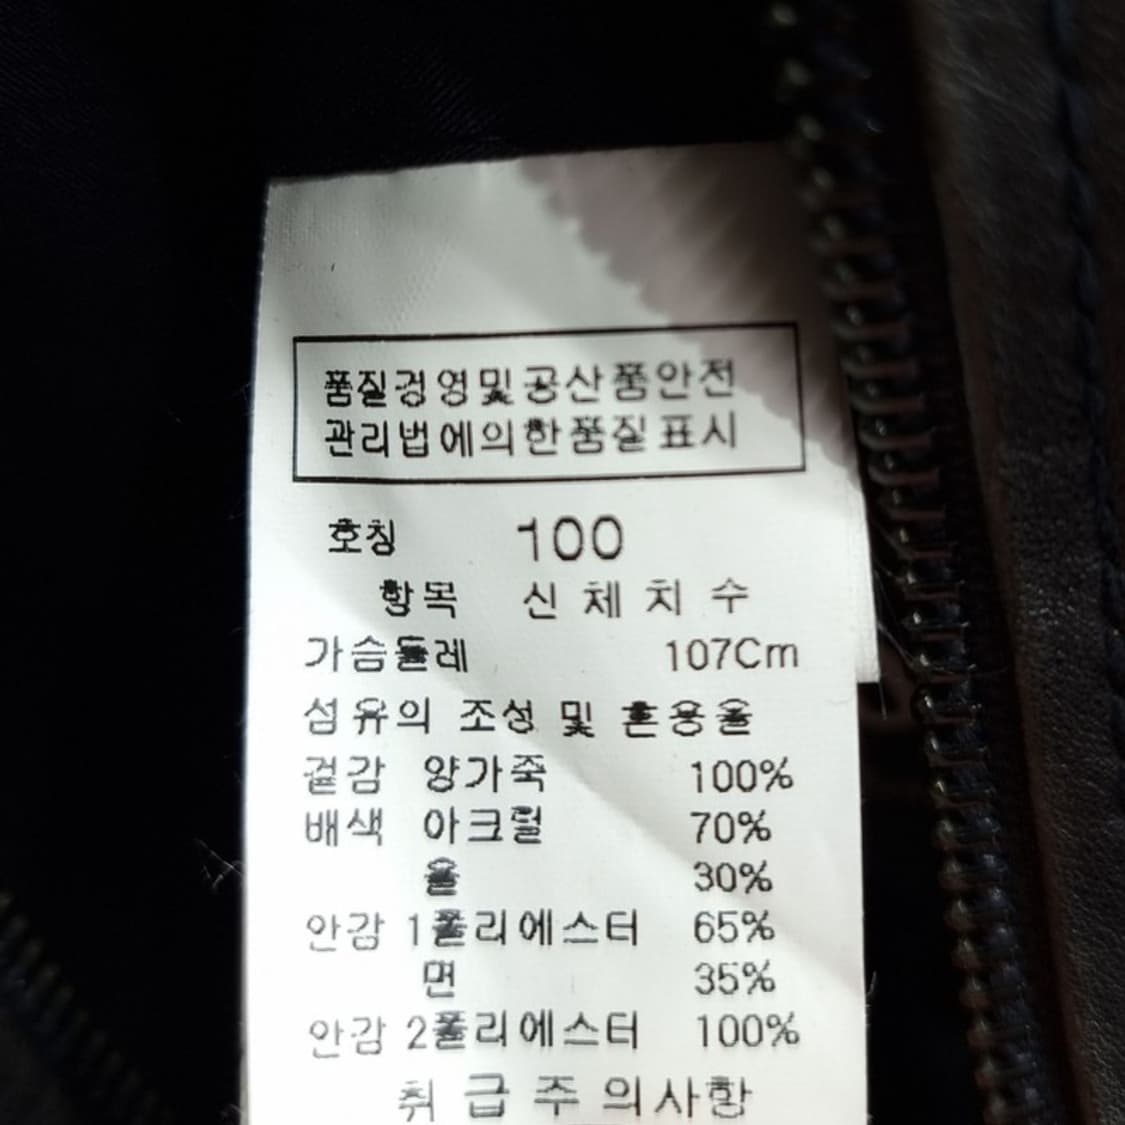 품질경영및공산품안전
관리법에의한품질표시
호칭 100
항목 신체치수
가슴둘레 107Cm
섬유의 조성 및 혼용율
겉감 양가죽 100%
배색 아크릴 70%
울 30%
안감 1폴리에스터 65%
면 35%
안감 2폴리에스터 100%
취급주의사항